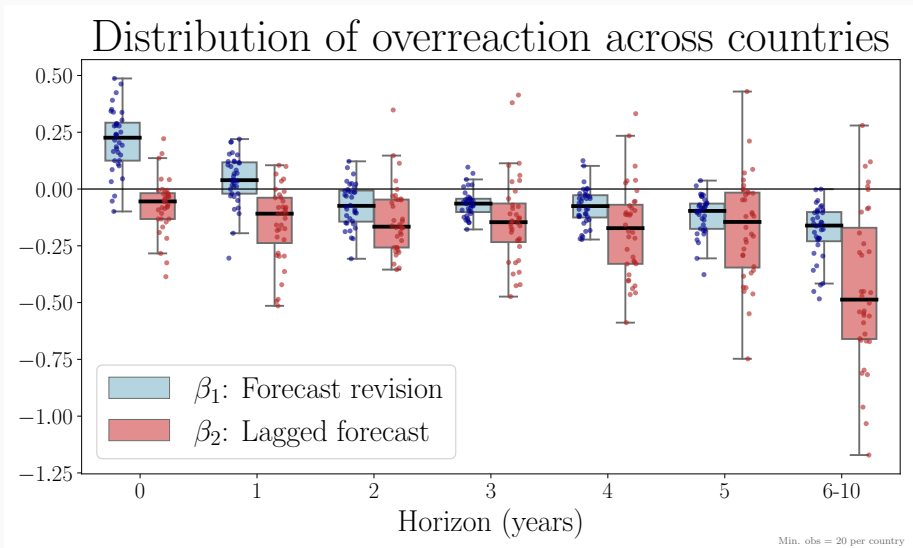 Distribution of overreaction across countries
0.50
0.25
0.00
−0.25
−0.50
−0.75
−1.00
−1.25
β₁: Forecast revision
β₂: Lagged forecast
0 1 2 3 4 5 6-10
Horizon (years)
Min. obs = 20 per country